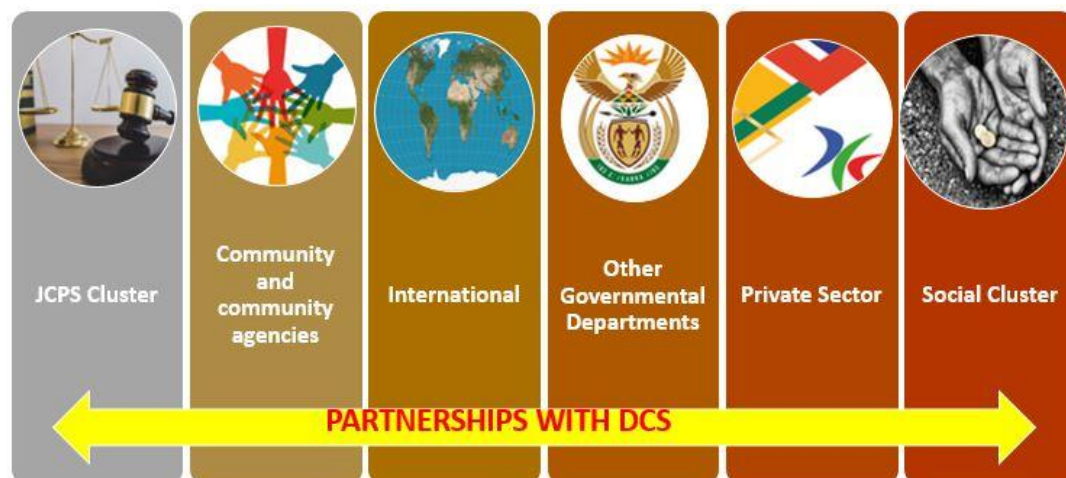 JCPS Cluster
Community
and
community
agencies
International
Other
Governmental
Departments
Private Sector
Social Cluster
PARTNERSHIPS WITH DCS